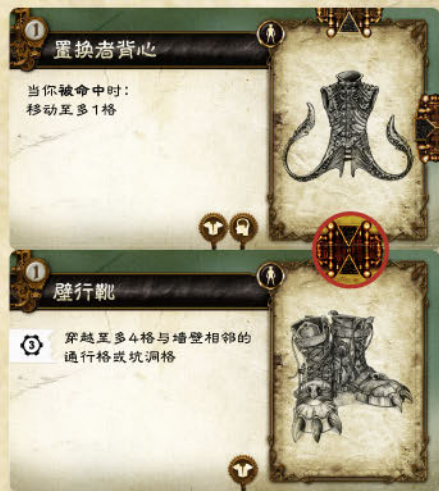 1
置换者背心
当你被命中时:
移动至多1格
1
壁行靴
3
穿越至多4格与墙壁相邻的
通行格或坑洞格